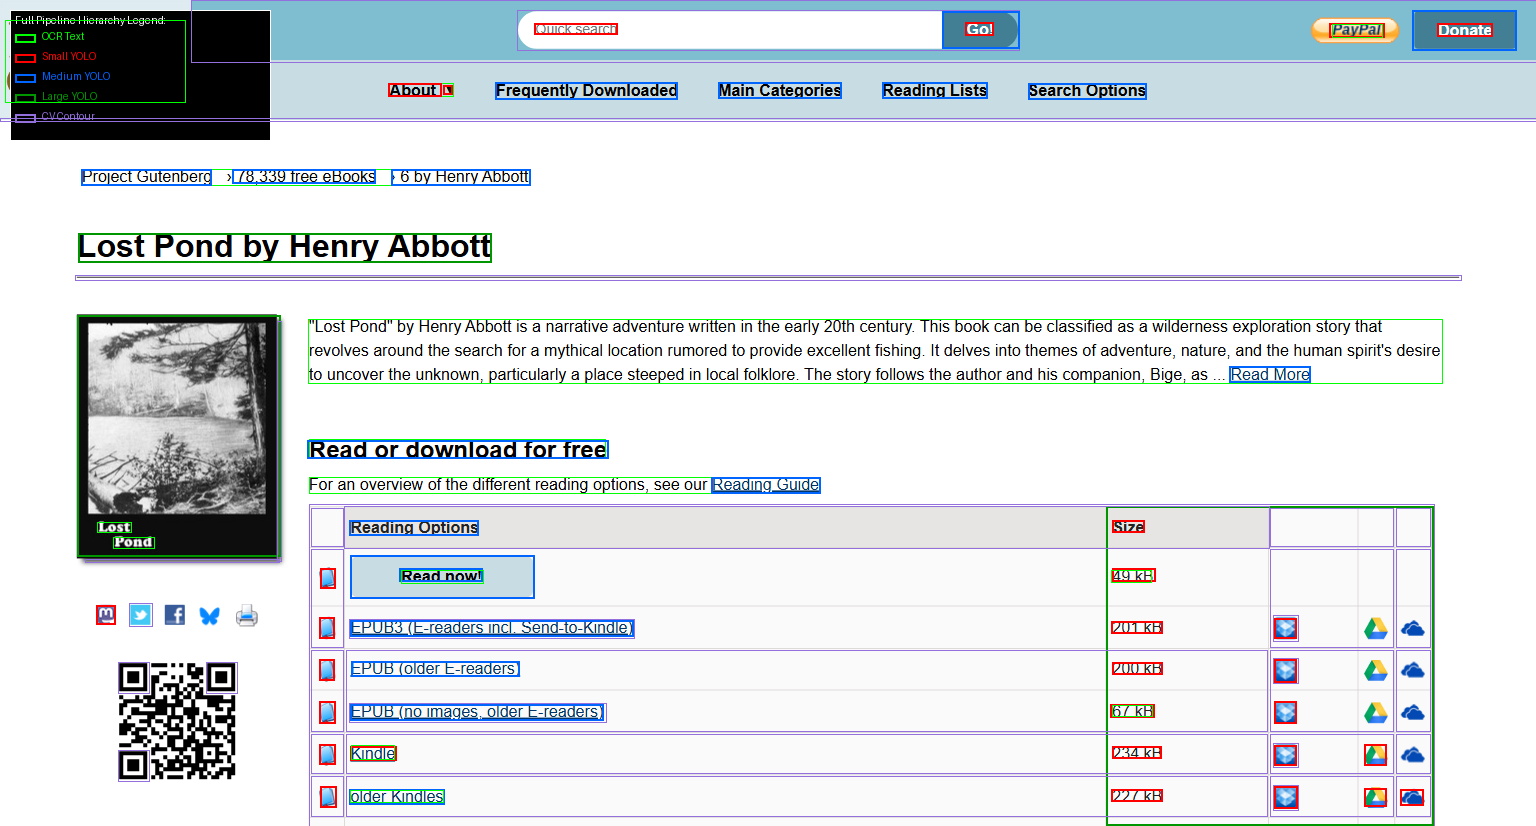 Full Pipeline Hierarchy Legend:
OCR Text
Small YOLO
Medium YOLO
Large YOLO
CVContour
Quick search
Go!
PayPal
Donate
About ▼
Frequently Downloaded
Main Categories
Reading Lists
Search Options
Project Gutenberg › 78,339 free eBooks › 6 by Henry Abbott
Lost Pond by Henry Abbott
"Lost Pond" by Henry Abbott is a narrative adventure written in the early 20th century. This book can be classified as a wilderness exploration story that
revolves around the search for a mythical location rumored to provide excellent fishing. It delves into themes of adventure, nature, and the human spirit's desire
to uncover the unknown, particularly a place steeped in local folklore. The story follows the author and his companion, Bige, as ... Read More
Lost
Pond
Read or download for free
For an overview of the different reading options, see our Reading Guide
Reading Options Size
Read now! 49 kB
EPUB3 (E-readers incl. Send-to-Kindle) 201 kB
EPUB (older E-readers) 200 kB
EPUB (no images, older E-readers) 67 kB
Kindle 234 kB
older Kindles 227 kB